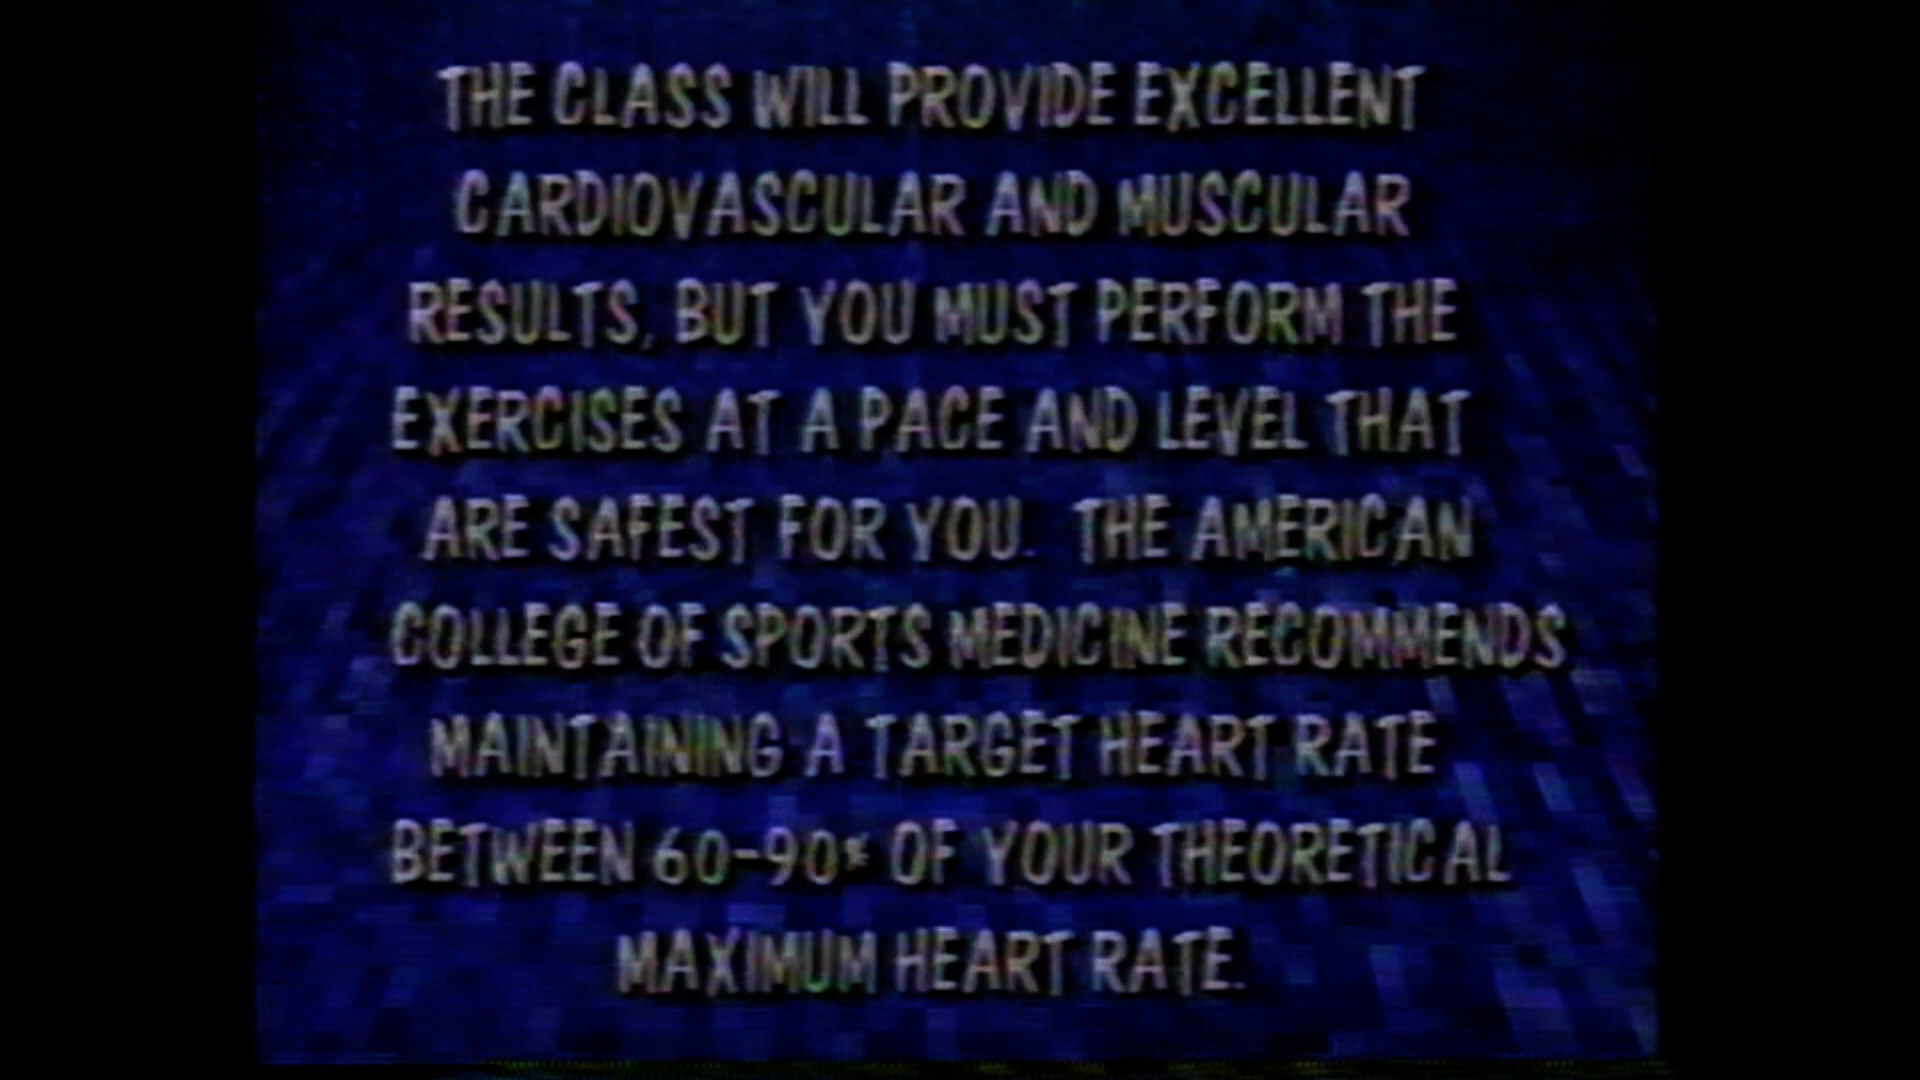 THE CLASS WILL PROVIDE EXCELLENT
CARDIOVASCULAR AND MUSCULAR
RESULTS, BUT YOU MUST PERFORM THE
EXERCISES AT A PACE AND LEVEL THAT
ARE SAFEST FOR YOU. THE AMERICAN
COLLEGE OF SPORTS MEDICINE RECOMMENDS
MAINTAINING A TARGET HEART RATE
BETWEEN 60-90% OF YOUR THEORETICAL
MAXIMUM HEART RATE.